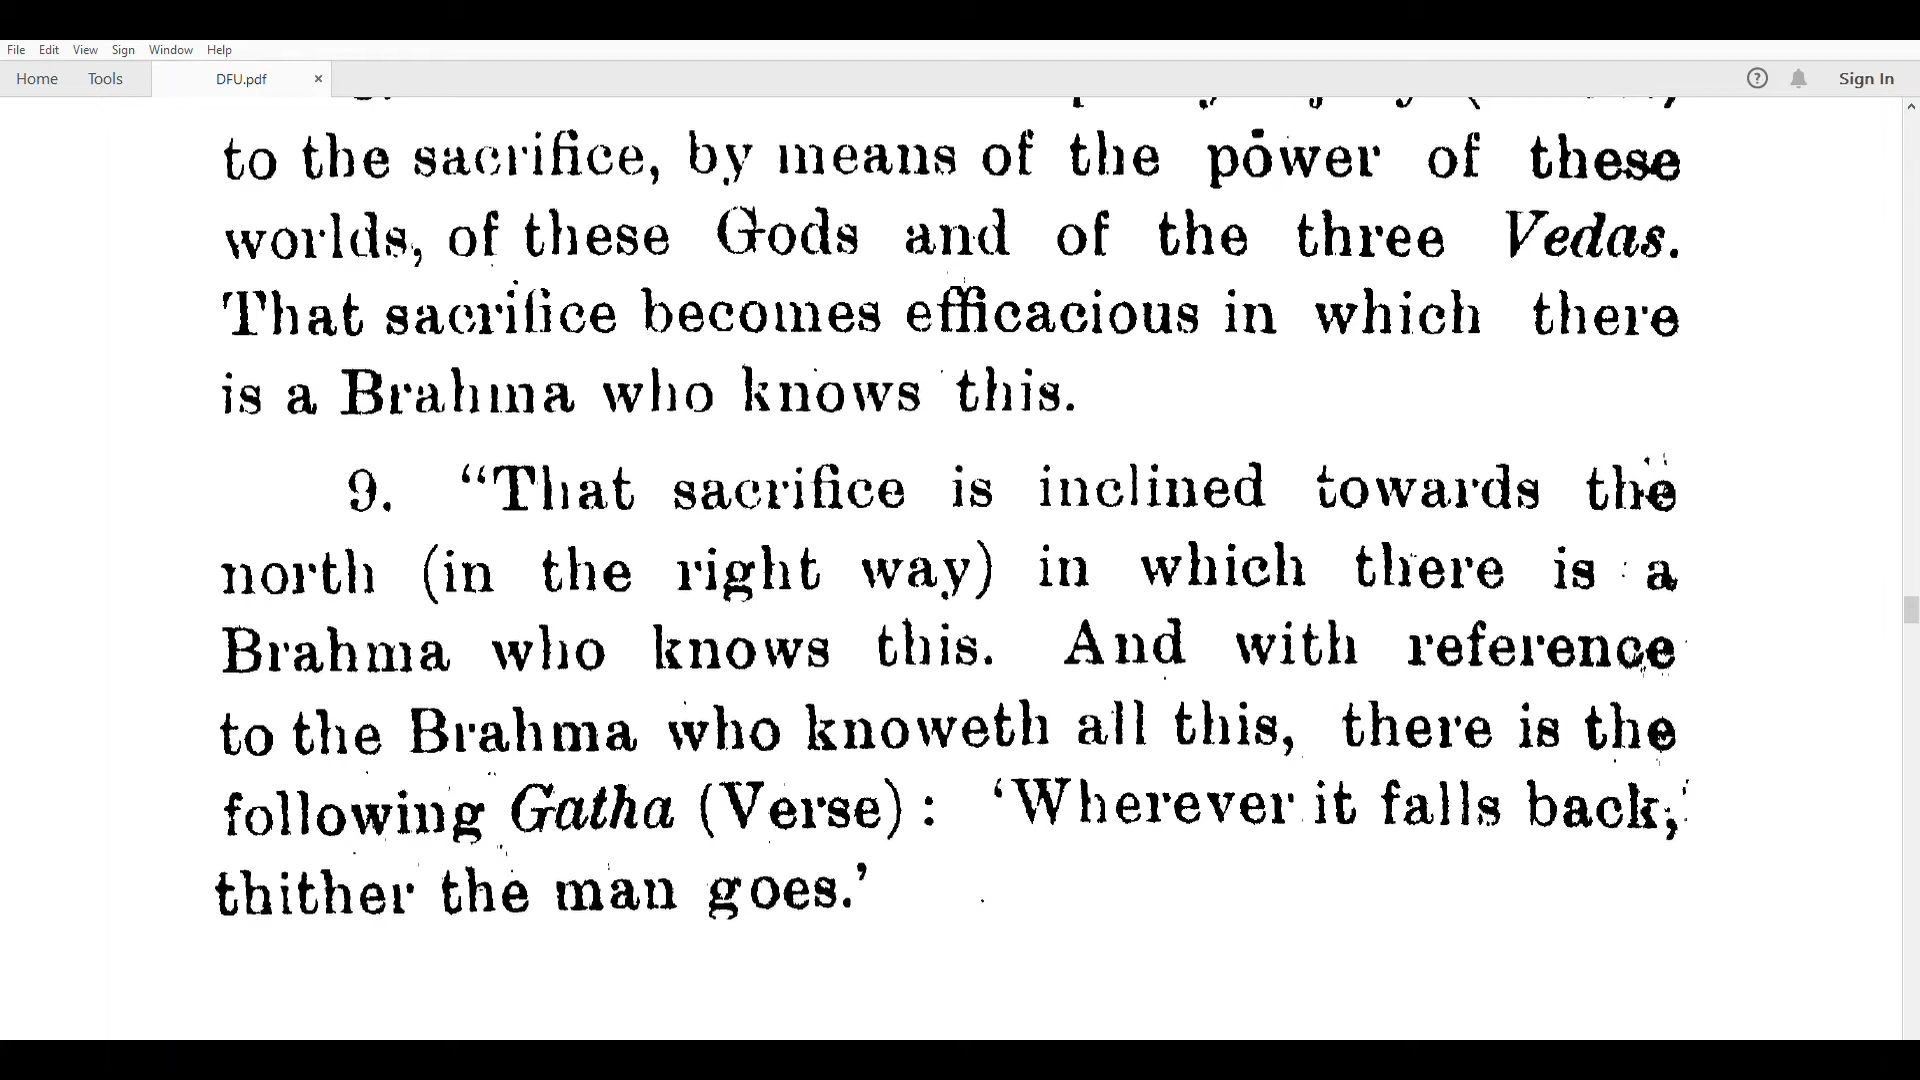 File Edit View Sign Window Help
Home Tools DFU.pdf × ? Sign In
to the sacrifice, by means of the power of these
worlds, of these Gods and of the three Vedas.
That sacrifice becomes efficacious in which there
is a Brahma who knows this.
9. “That sacrifice is inclined towards the
north (in the right way) in which there is a
Brahma who knows this. And with reference
to the Brahma who knoweth all this, there is the
following Gatha (Verse) : ‘Wherever it falls back,
thither the man goes.’